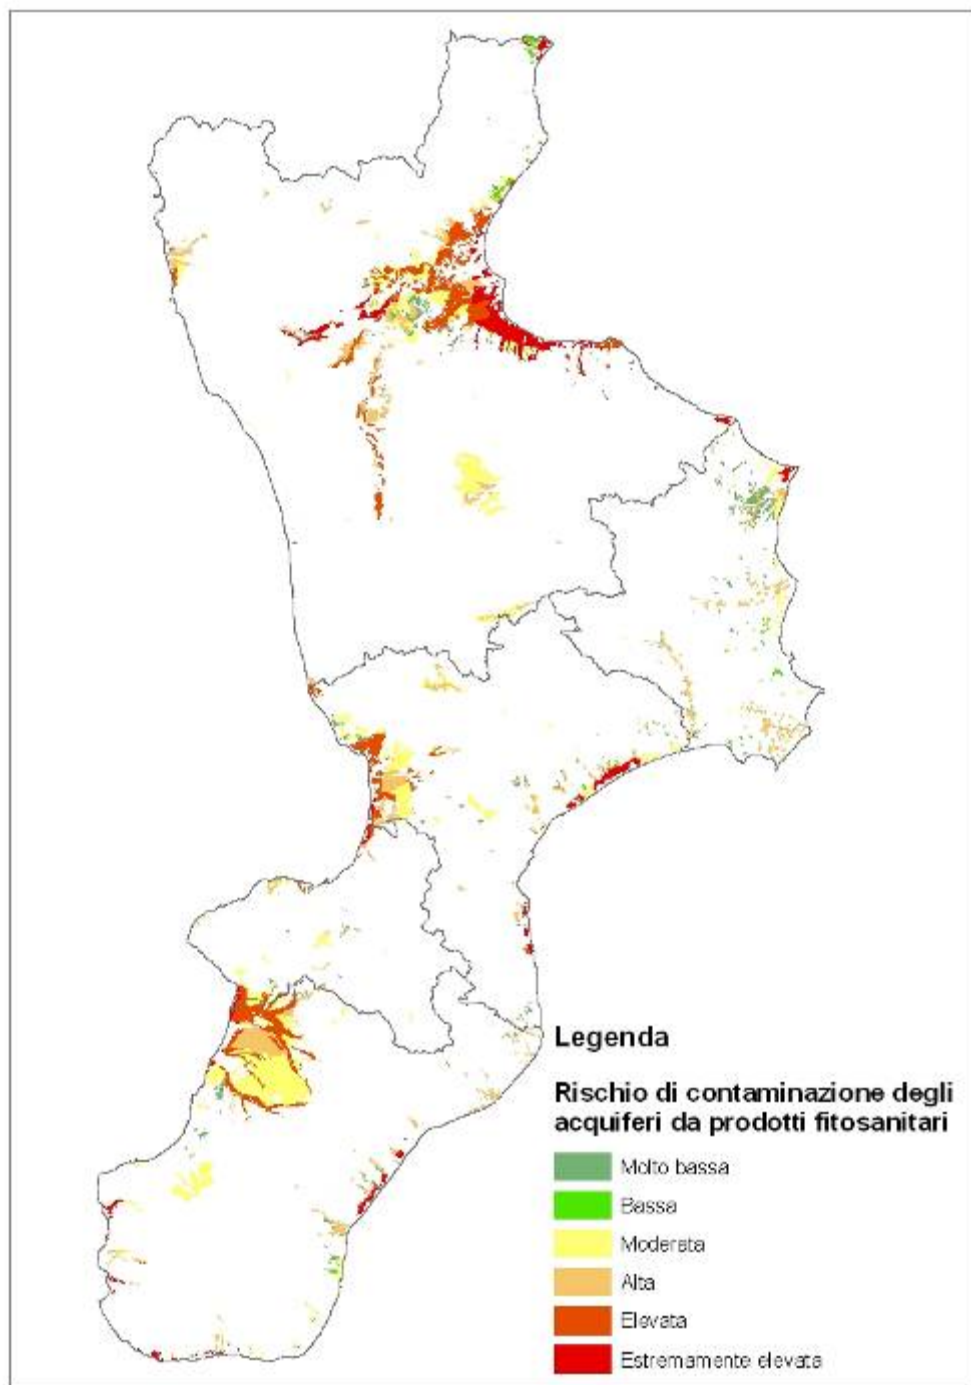 Legenda
Rischio di contaminazione degli
acquiferi da prodotti fitosanitari
Molto bassa
Bassa
Moderata
Alta
Elevata
Estremamente elevata